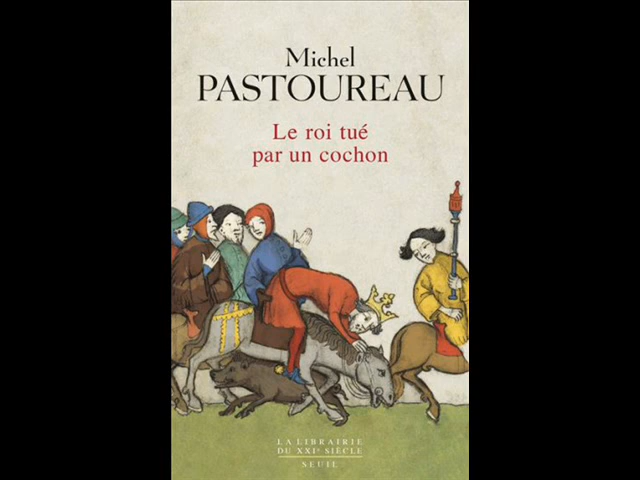 Michel
PASTOUREAU
Le roi tué
par un cochon
LA LIBRAIRIE
DU XXIᵉ SIÈCLE
SEUIL